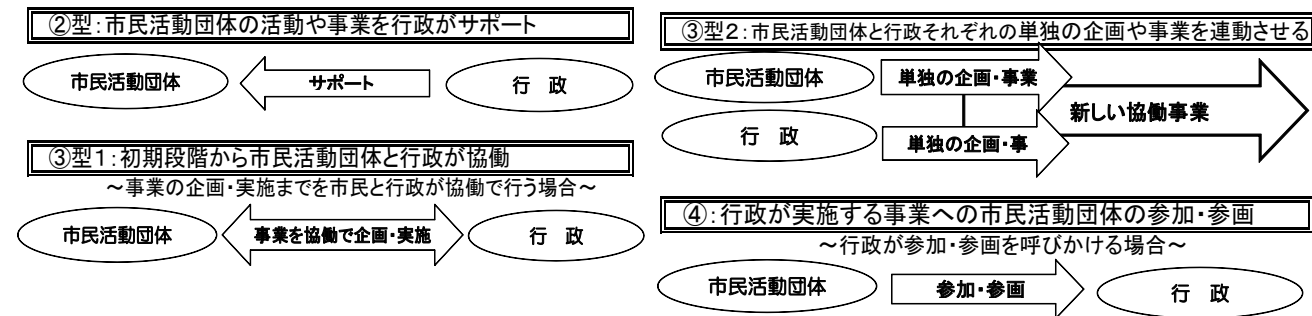 ②型：市民活動団体の活動や事業を行政がサポート
市民活動団体
サポート
行　政
③型1：初期段階から市民活動団体と行政が協働
～事業の企画・実施までを市民と行政が協働で行う場合～
市民活動団体
事業を協働で企画・実施
行　政
③型2：市民活動団体と行政それぞれの単独の企画や事業を連動させる
市民活動団体
単独の企画・事業
新しい協働事業
行　政
単独の企画・事
④：行政が実施する事業への市民活動団体の参加・参画
～行政が参加・参画を呼びかける場合～
市民活動団体
参加・参画
行　政